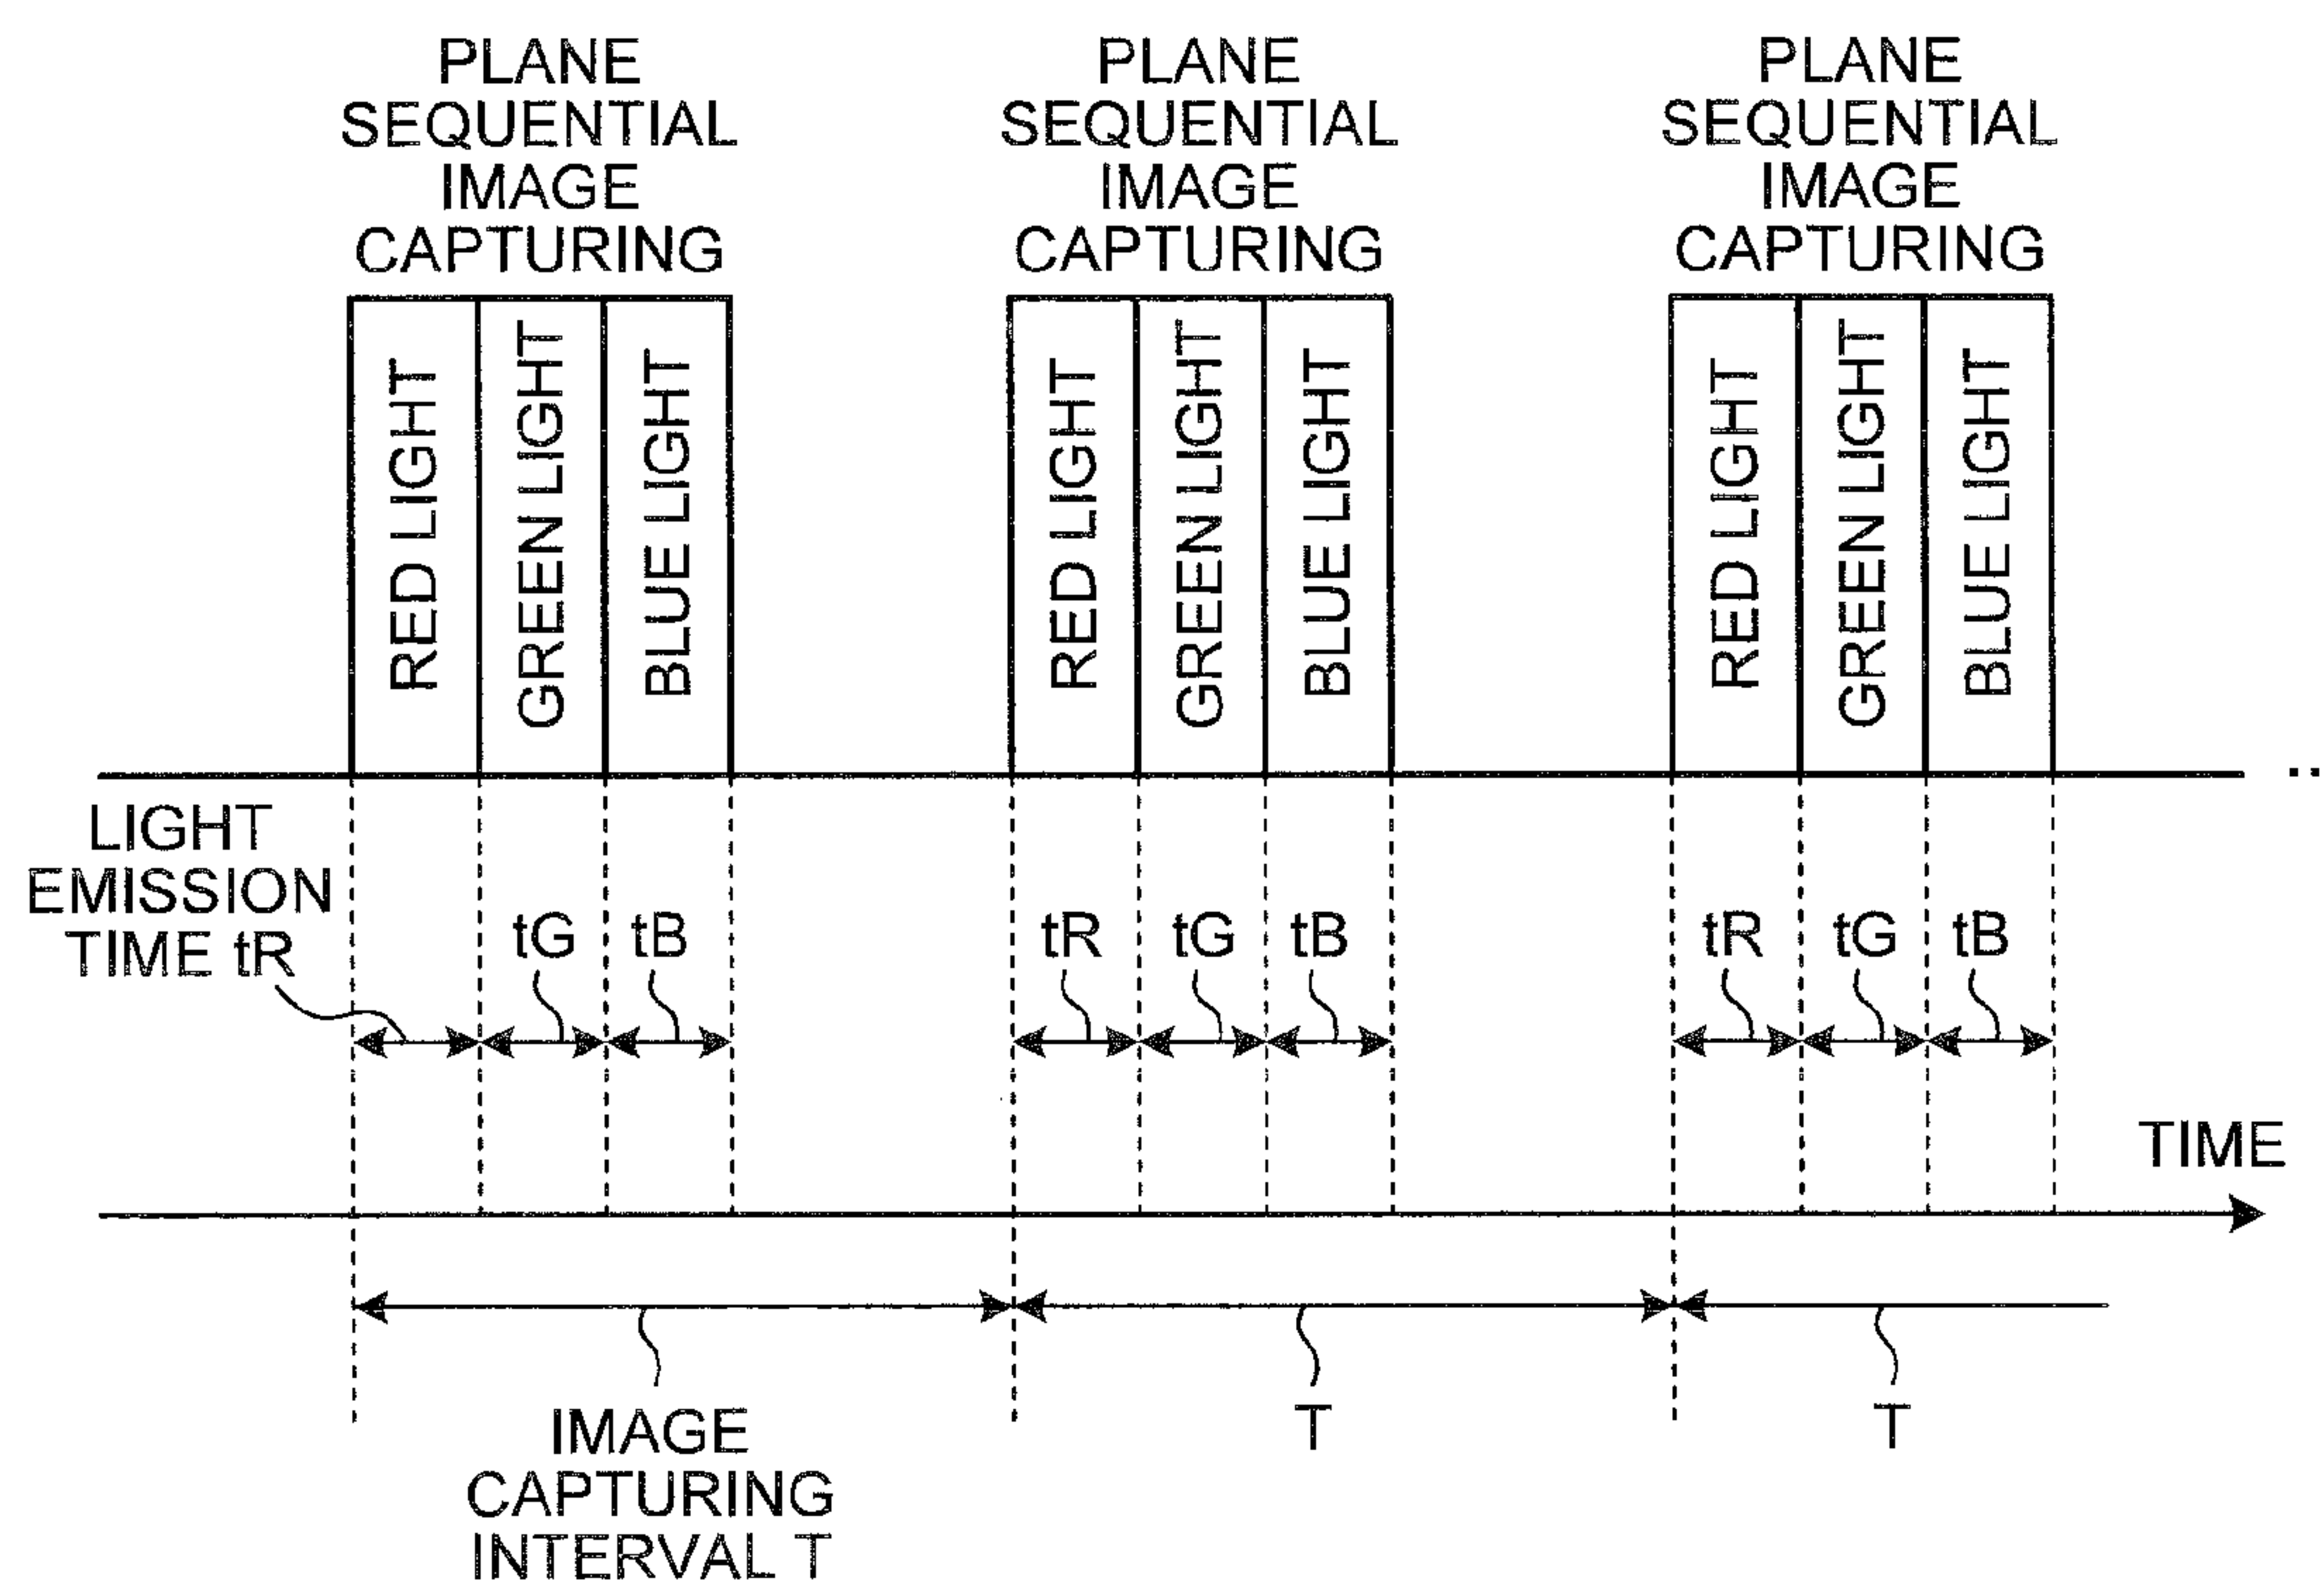 PLANE
SEQUENTIAL
IMAGE
CAPTURING
PLANE
SEQUENTIAL
IMAGE
CAPTURING
PLANE
SEQUENTIAL
IMAGE
CAPTURING
RED LIGHT
GREEN LIGHT
BLUE LIGHT
RED LIGHT
GREEN LIGHT
BLUE LIGHT
RED LIGHT
GREEN LIGHT
BLUE LIGHT
LIGHT
EMISSION
TIME tR
tG
tB
tR
tG
tB
tR
tG
tB
TIME
IMAGE
CAPTURING
INTERVAL T
T
T